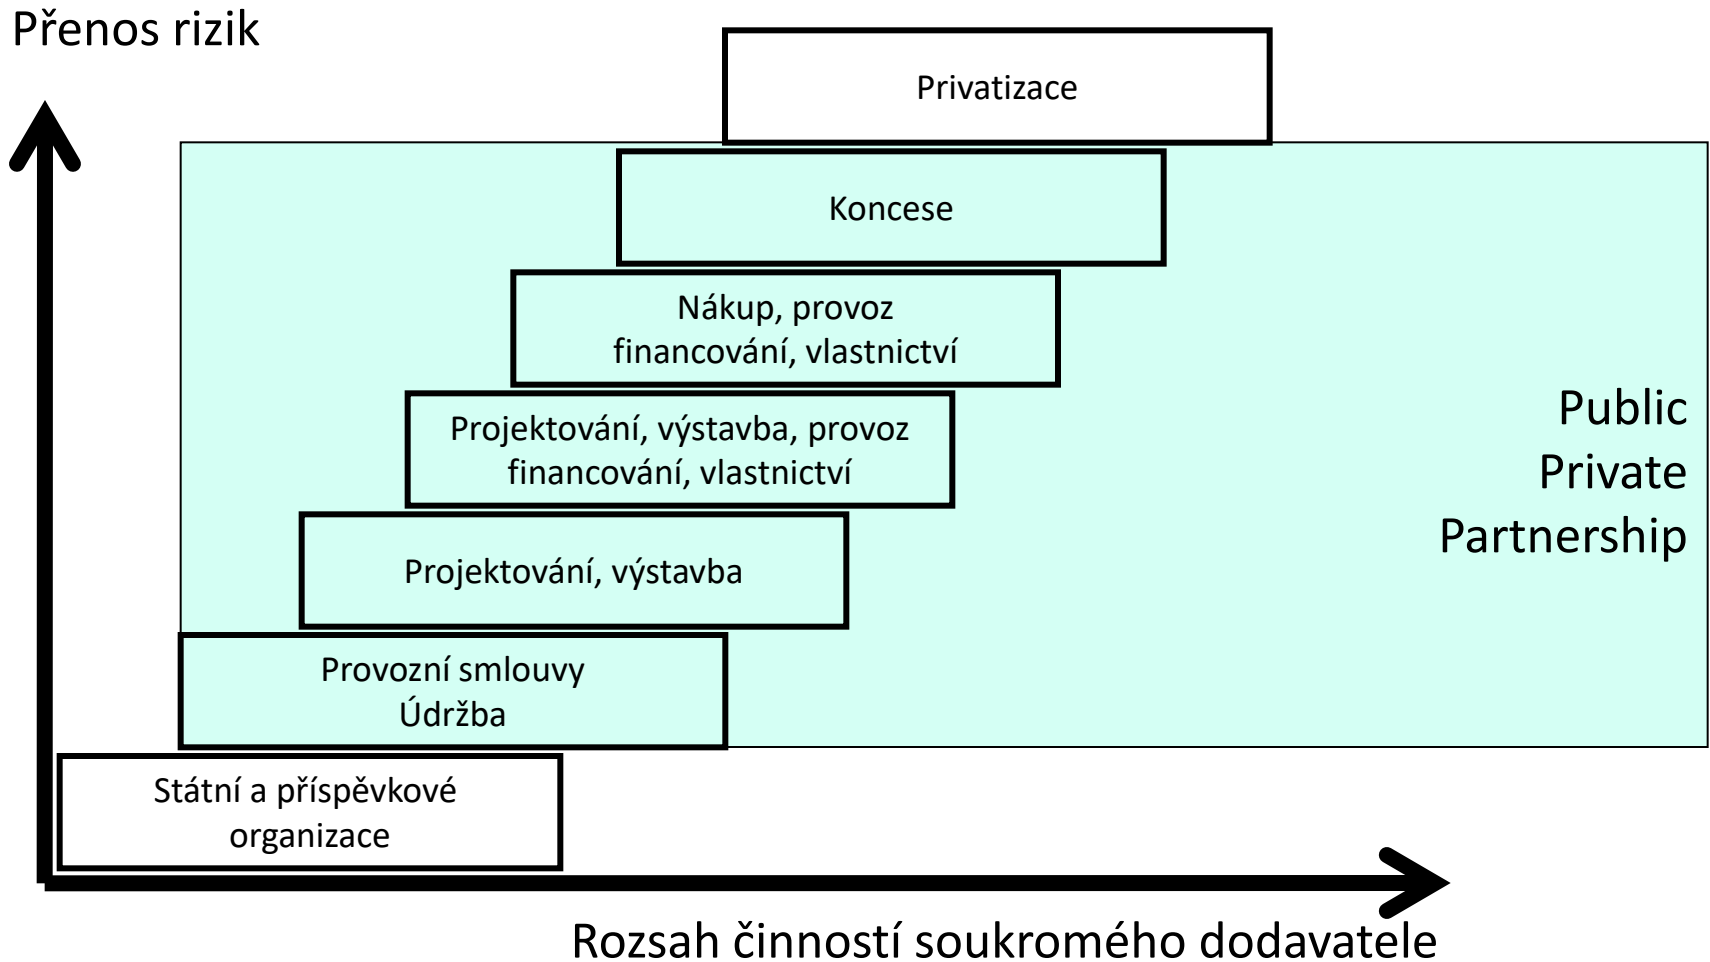 Přenos rizik
Privatizace
Koncese
Nákup, provoz
financování, vlastnictví
Projektování, výstavba, provoz
financování, vlastnictví
Projektování, výstavba
Provozní smlouvy
Údržba
Státní a příspěvkové
organizace
Public
Private
Partnership
Rozsah činností soukromého dodavatele